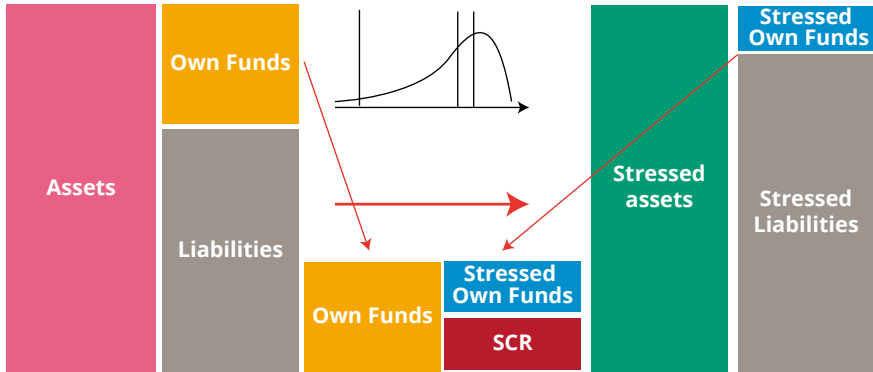 Assets
Own Funds
Liabilities
Own Funds
Stressed
Own Funds
SCR
Stressed
assets
Stressed
Own Funds
Stressed
Liabilities